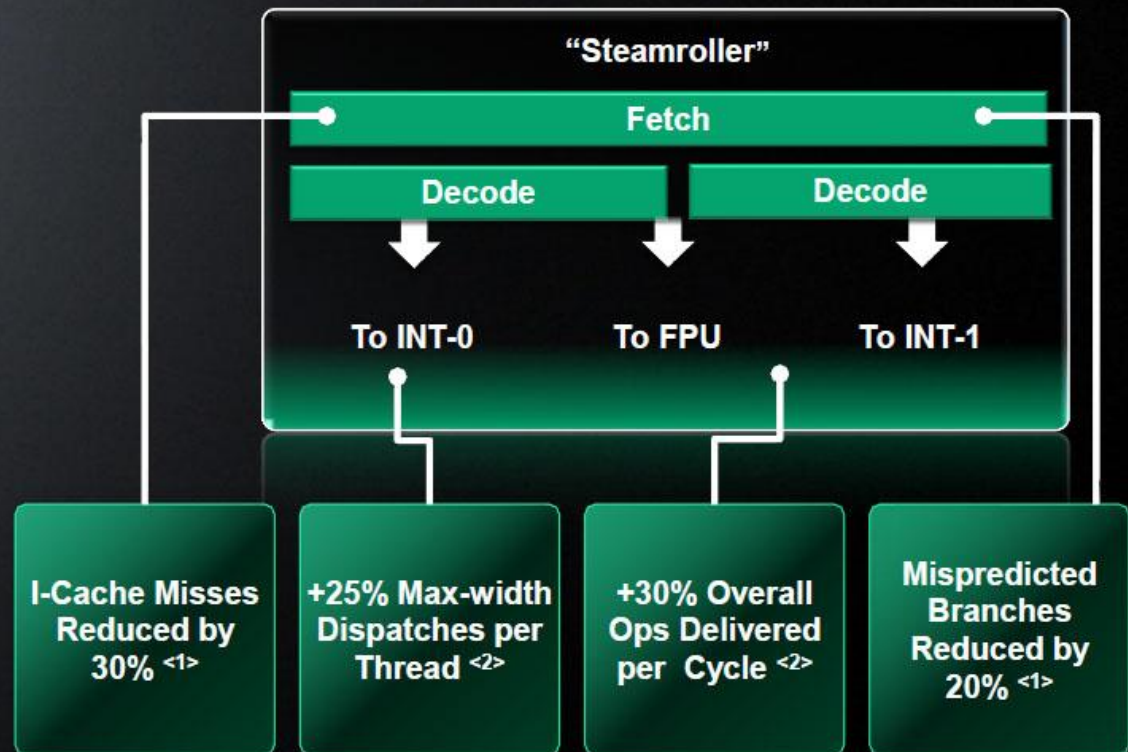 “Steamroller”
Fetch
Decode
Decode
To INT-0
To FPU
To INT-1
I-Cache Misses
Reduced by
30% <1>
+25% Max-width
Dispatches per
Thread <2>
+30% Overall
Ops Delivered
per Cycle <2>
Mispredicted
Branches
Reduced by
20% <1>